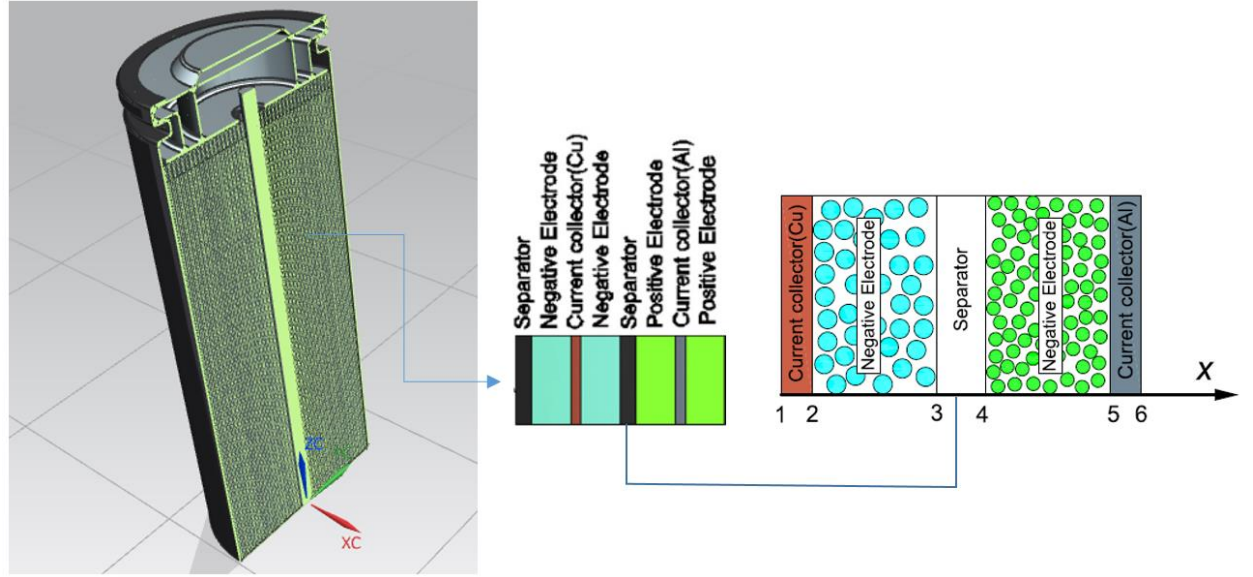 ZC
XC
Separator
Negative Electrode
Current collector(Cu)
Negative Electrode
Separator
Positive Electrode
Current collector(Al)
Positive Electrode
Current collector(Cu)
Negative Electrode
Separator
Negative Electrode
Current collector(Al)
X
1 2 3 4 5 6